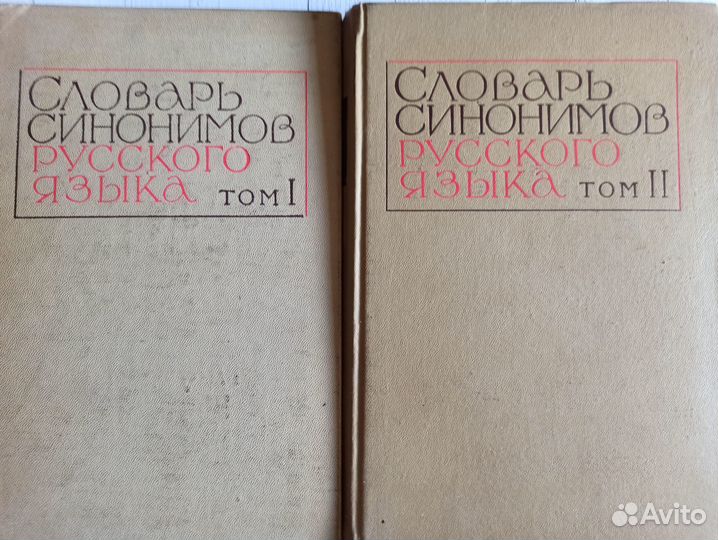 СЛОВАРЬ
СИНОНИМОВ
РУССКОГО
ЯЗЫКА ТОМ I
СЛОВАРЬ
СИНОНИМОВ
РУССКОГО
ЯЗЫКА ТОМ II
Avito